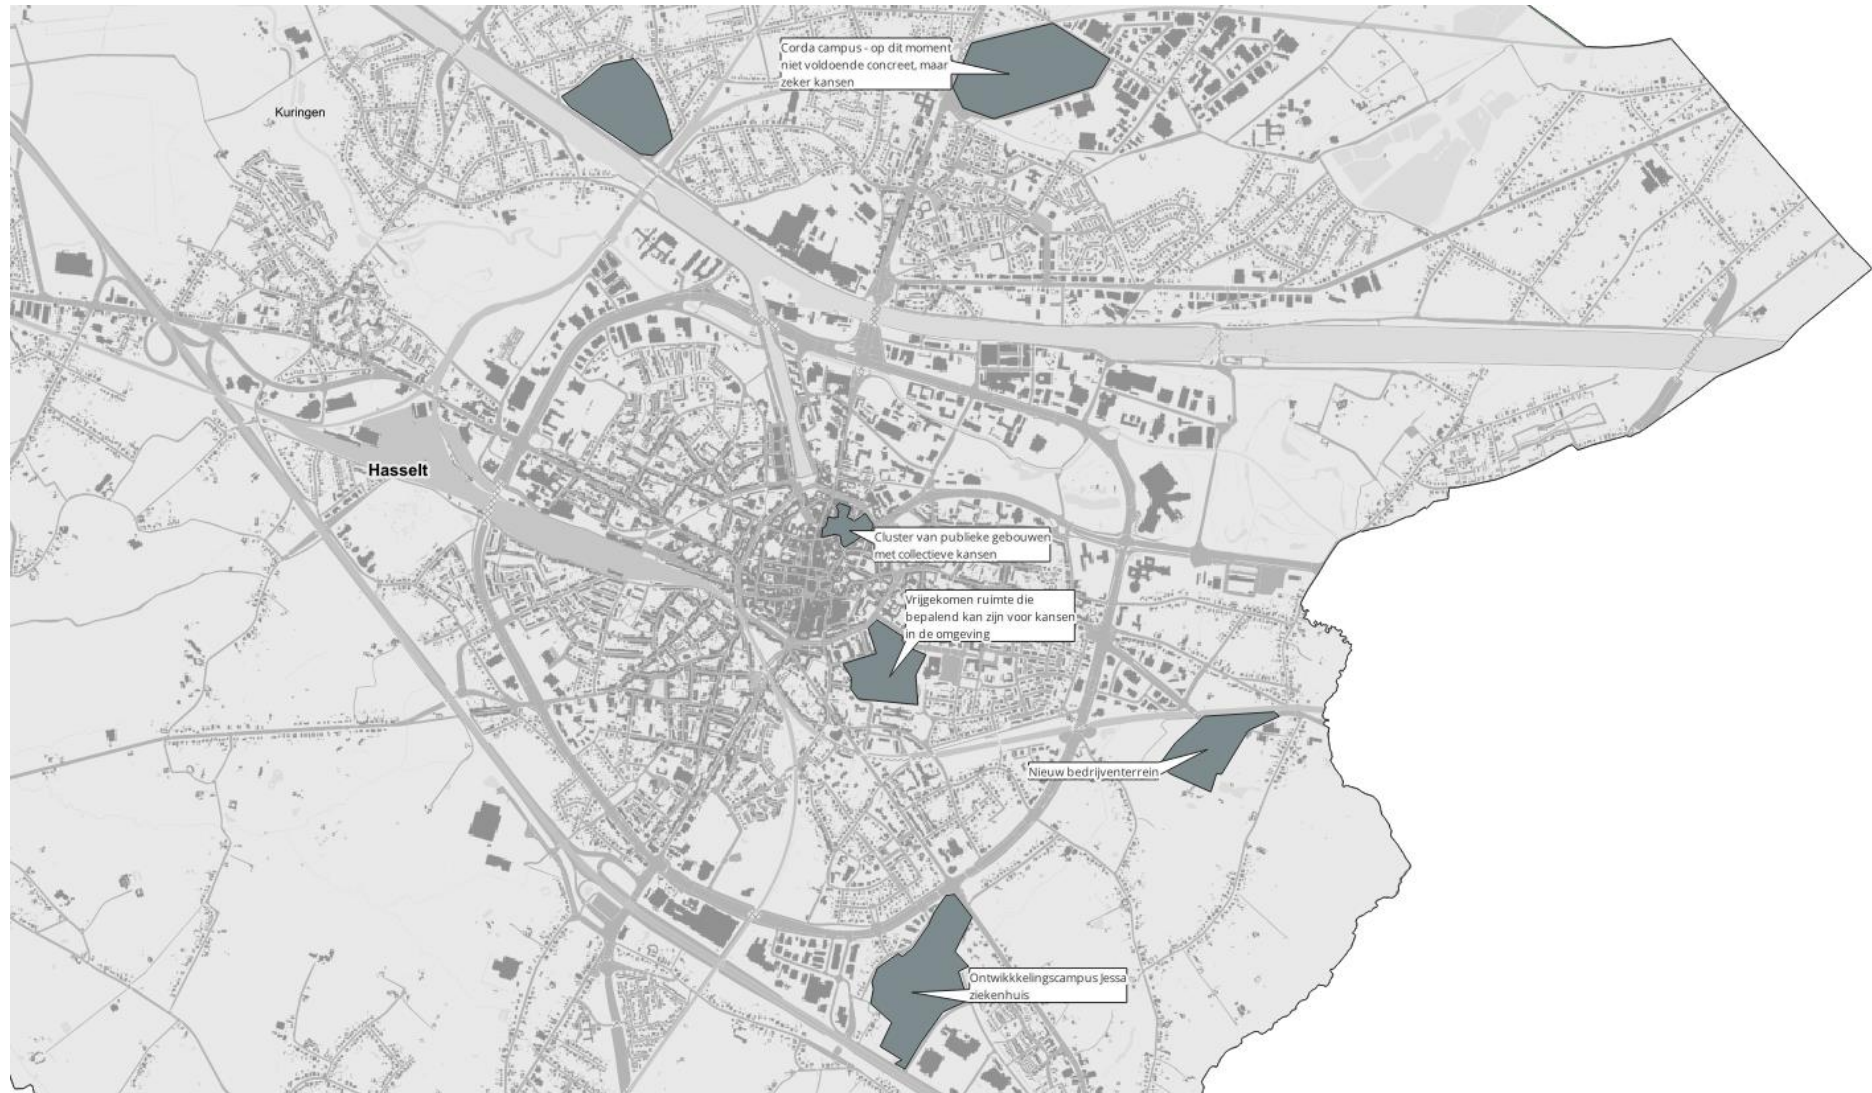 Corda campus - op dit moment
niet voldoende concreet, maar
zeker kansen
Kuringen
Hasselt
Cluster van publieke gebouwen
met collectieve kansen
Vrijgekomen ruimte die
bepalend kan zijn voor kansen
in de omgeving
Nieuw bedrijventerrein
Ontwikkkelingscampus Jessa
ziekenhuis